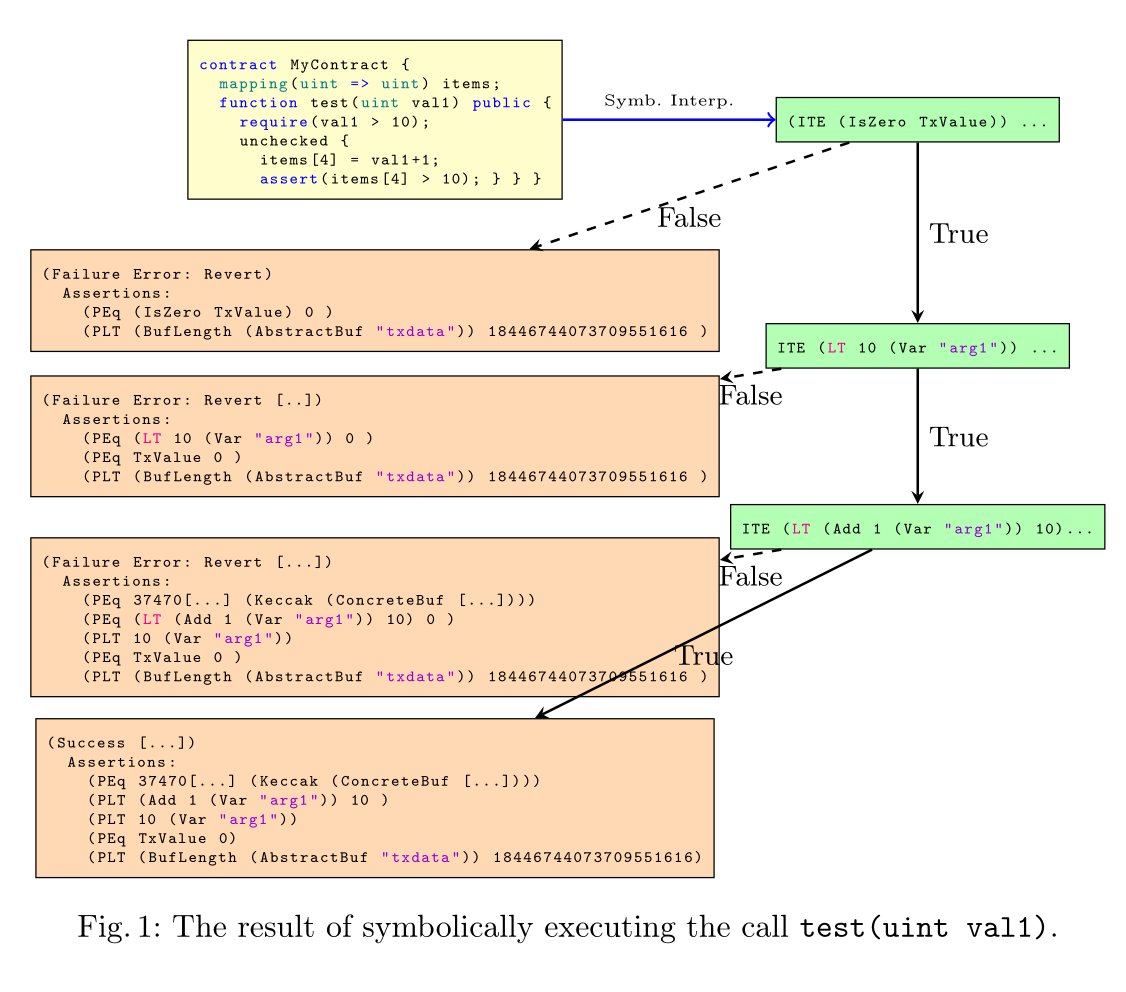 contract MyContract {
mapping(uint => uint) items;
function test(uint val1) public {
require(val1 > 10);
unchecked {
items[4] = val1+1;
assert(items[4] > 10); } } }
Symb. Interp.
(ITE (IsZero TxValue)) ...
False
True
(Failure Error: Revert)
Assertions:
(PEq (IsZero TxValue) 0 )
(PLT (BufLength (AbstractBuf "txdata")) 18446744073709551616 )
ITE (LT 10 (Var "arg1")) ...
False
True
(Failure Error: Revert [..])
Assertions:
(PEq (LT 10 (Var "arg1")) 0 )
(PEq TxValue 0 )
(PLT (BufLength (AbstractBuf "txdata")) 18446744073709551616 )
ITE (LT (Add 1 (Var "arg1")) 10)...
False
True
(Failure Error: Revert [...])
Assertions:
(PEq 37470[...] (Keccak (ConcreteBuf [...])))
(PEq (LT (Add 1 (Var "arg1")) 10) 0 )
(PLT 10 (Var "arg1"))
(PEq TxValue 0 )
(PLT (BufLength (AbstractBuf "txdata")) 18446744073709551616 )
(Success [...])
Assertions:
(PEq 37470[...] (Keccak (ConcreteBuf [...])))
(PLT (Add 1 (Var "arg1")) 10 )
(PLT 10 (Var "arg1"))
(PEq TxValue 0)
(PLT (BufLength (AbstractBuf "txdata")) 18446744073709551616)
Fig. 1: The result of symbolically executing the call test(uint val1).